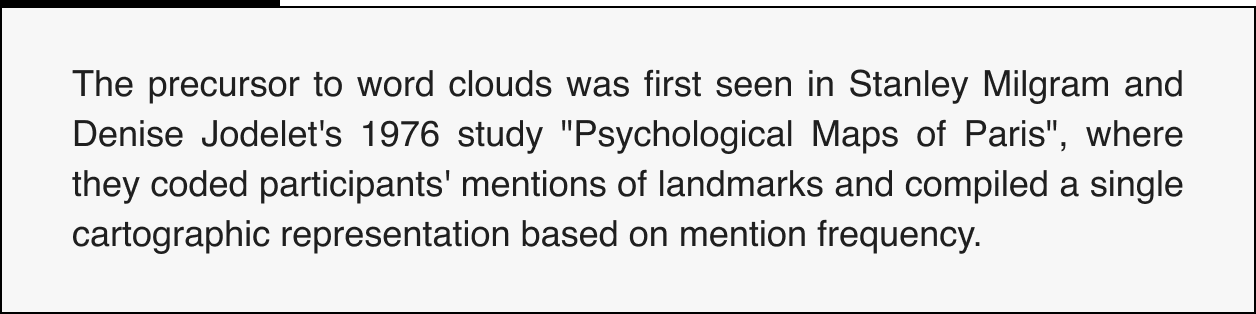 The precursor to word clouds was first seen in Stanley Milgram and
Denise Jodelet's 1976 study "Psychological Maps of Paris", where
they coded participants' mentions of landmarks and compiled a single
cartographic representation based on mention frequency.